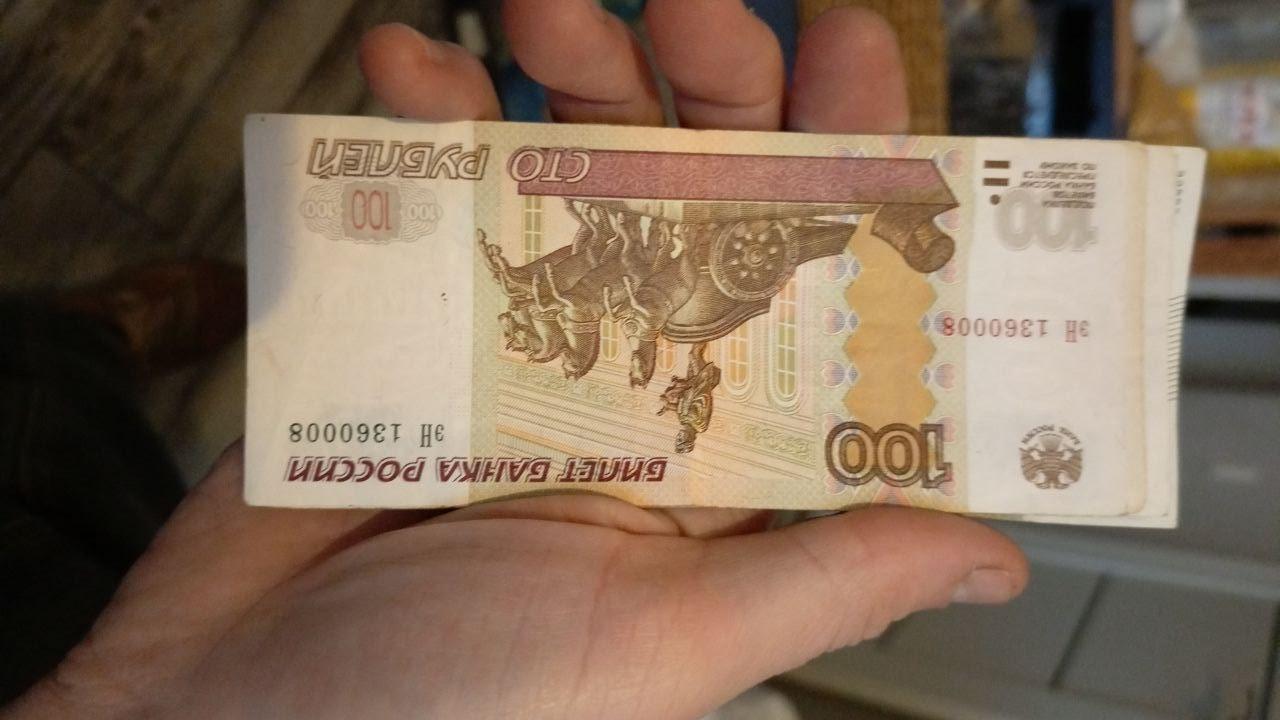 БАНК РОССИИ
100
БИЛЕТ БАНКА РОССИИ
эН 1360008
эН 1360008
100
ПОДДЕЛКА
БИЛЕТОВ
БАНКА РОССИИ
ПРЕСЛЕДУЕТСЯ
ПО ЗАКОНУ
100 100 100
СТО РУБЛЕЙ